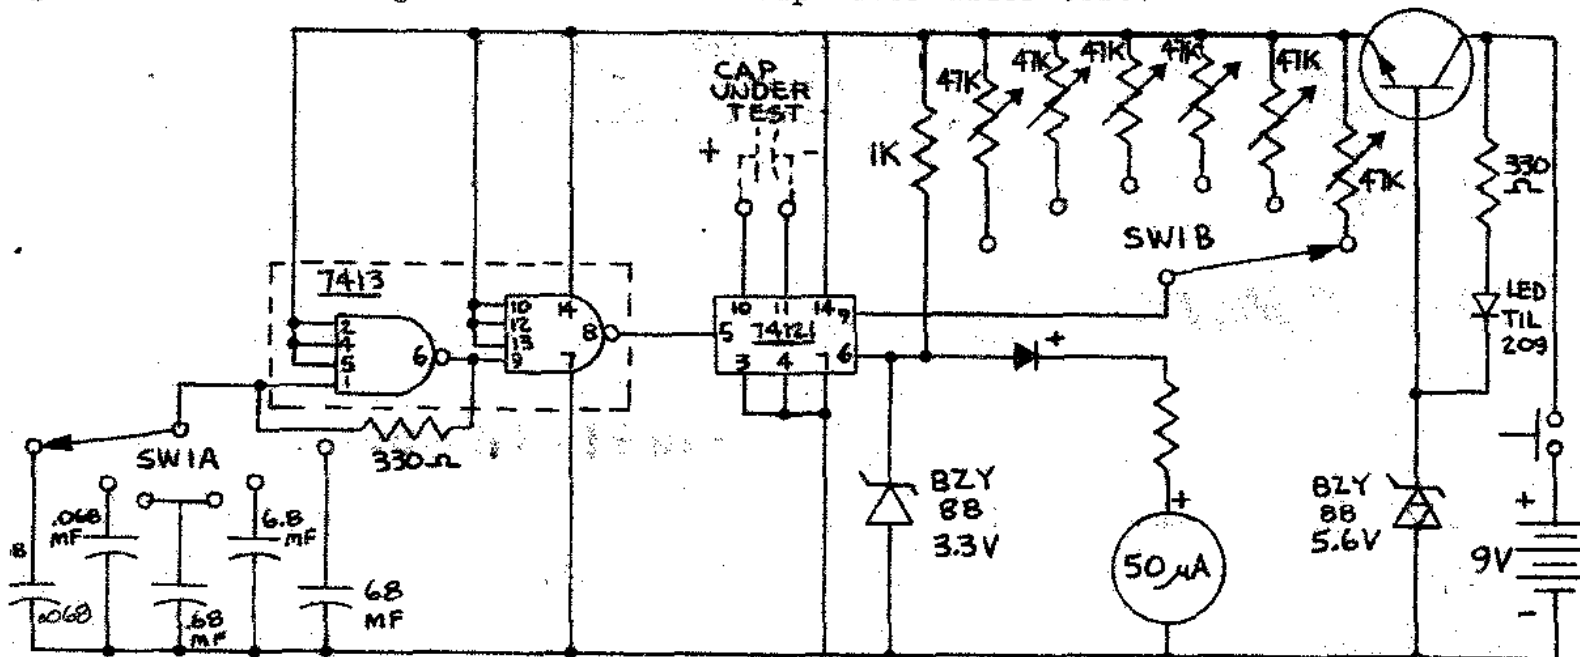 CAP
UNDER
TEST
+
-
47K
47K
47K
47K
47K
47K
1K
330
Ω
SW1B
LED
TIL
209
7413
2
4
5
1
6
10
12
13
9
14
8
7
10
11
14
9
5
74121
3
4
7
6
+
SW1A
330Ω
.068
MF
.8
.068
.68
MF
6.8
MF
68
MF
BZY
88
3.3V
+
50µA
BZY
88
5.6V
+
9V
-